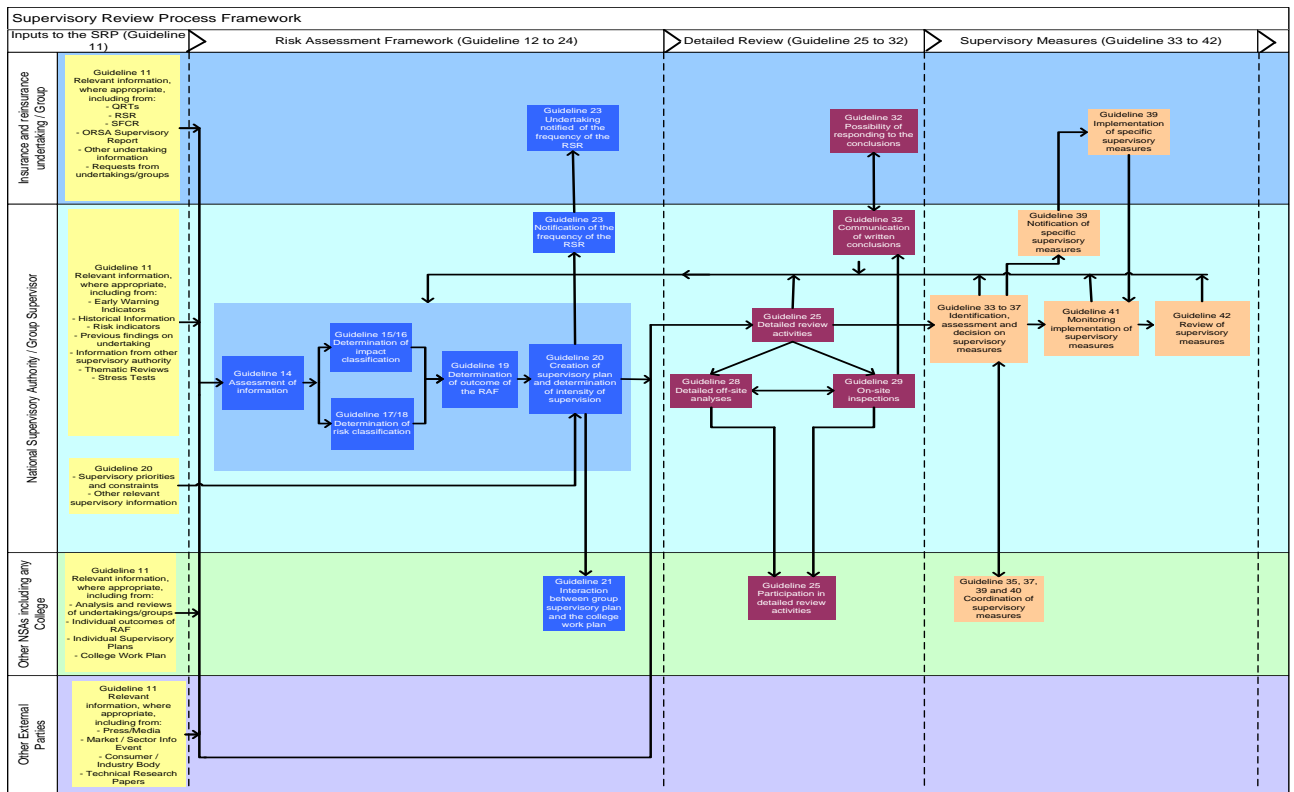 Supervisory Review Process Framework
Inputs to the SRP (Guideline
11)
Risk Assessment Framework (Guideline 12 to 24)
Detailed Review (Guideline 25 to 32)
Supervisory Measures (Guideline 33 to 42)
Insurance and reinsurance
undertaking / Group
Guideline 11
Relevant information,
where appropriate,
including from:
- QRTs
- RSR
- SFCR
- ORSA Supervisory
Report
- Other undertaking
information
- Requests from
undertakings/groups
Guideline 23
Undertaking
notified of the
frequency of the
RSR
Guideline 32
Possibility of
responding to the
conclusions
Guideline 39
Implementation
of specific
supervisory
measures
National Supervisory Authority / Group Supervisor
Guideline 11
Relevant information,
where appropriate,
including from:
- Early Warning
Indicators
- Historical Information
- Risk indicators
- Previous findings on
undertaking
- Information from other
supervisory authority
- Thematic Reviews
- Stress Tests
Guideline 20
- Supervisory priorities
and constraints
- Other relevant
supervisory information
Guideline 23
Notification of the
frequency of the
RSR
Guideline 14
Assessment of
information
Guideline 15/16
Determination of
impact
classification
Guideline 17/18
Determination of
risk classification
Guideline 19
Determination
of outcome of
the RAF
Guideline 20
Creation of
supervisory plan
and determination
of intensity of
supervision
Guideline 32
Communication
of written
conclusions
Guideline 25
Detailed review
activities
Guideline 28
Detailed off-site
analyses
Guideline 29
On-site
inspections
Guideline 39
Notification of
specific
supervisory
measures
Guideline 33 to 37
Identification,
assessment and
decision on
supervisory
measures
Guideline 41
Monitoring
implementation of
supervisory
measures
Guideline 42
Review of
supervisory
measures
Other NSAs including any
College
Guideline 11
Relevant information,
where appropriate,
including from:
- Analysis and reviews
of undertakings/groups
- Individual outcomes of
RAF
- Individual Supervisory
Plans
- College Work Plan
Guideline 21
Interaction
between group
supervisory plan
and the college
work plan
Guideline 25
Participation in
detailed review
activities
Guideline 35, 37,
39 and 40
Coordination of
supervisory
measures
Other External
Parties
Guideline 11
Relevant
information, where
appropriate,
including from:
- Press/Media
- Market / Sector Info
Event
- Consumer /
Industry Body
- Technical Research
Papers